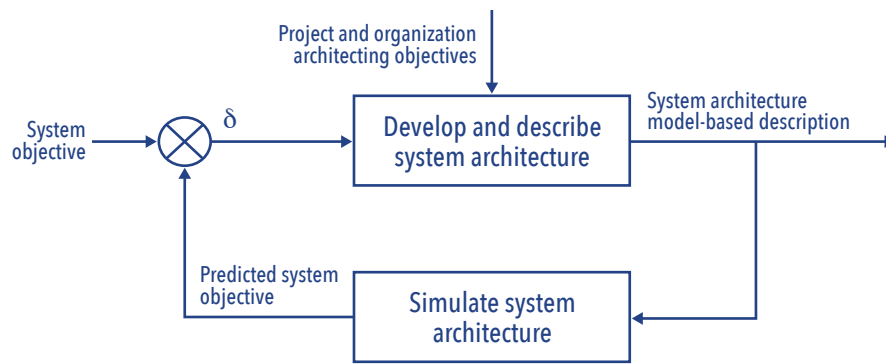 Project and organization
architecting objectives
System
objective
δ
Develop and describe
system architecture
System architecture
model-based description
Predicted system
objective
Simulate system
architecture